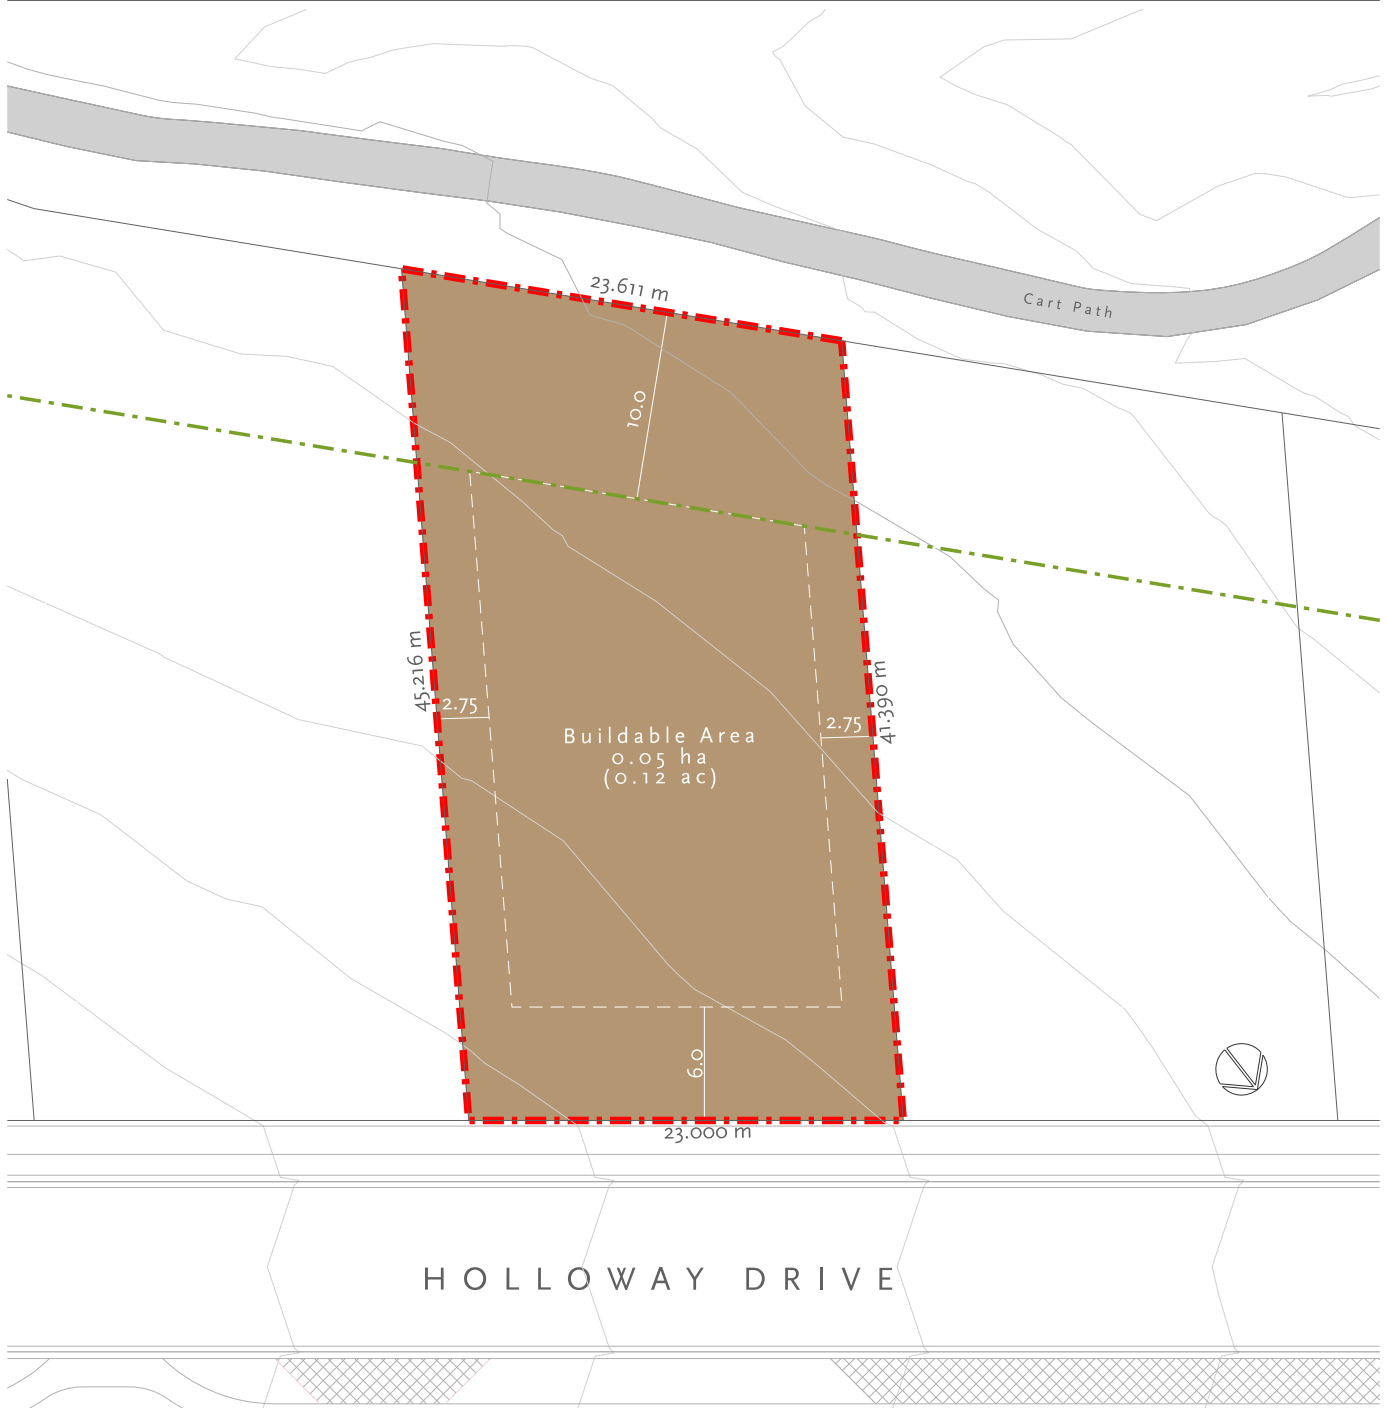 23.611 m
Cart Path
10.0
45.216 m
2.75
2.75
41.390 m
Buildable Area
0.05 ha
(0.12 ac)
6.0
23.000 m
HOLLOWAY DRIVE